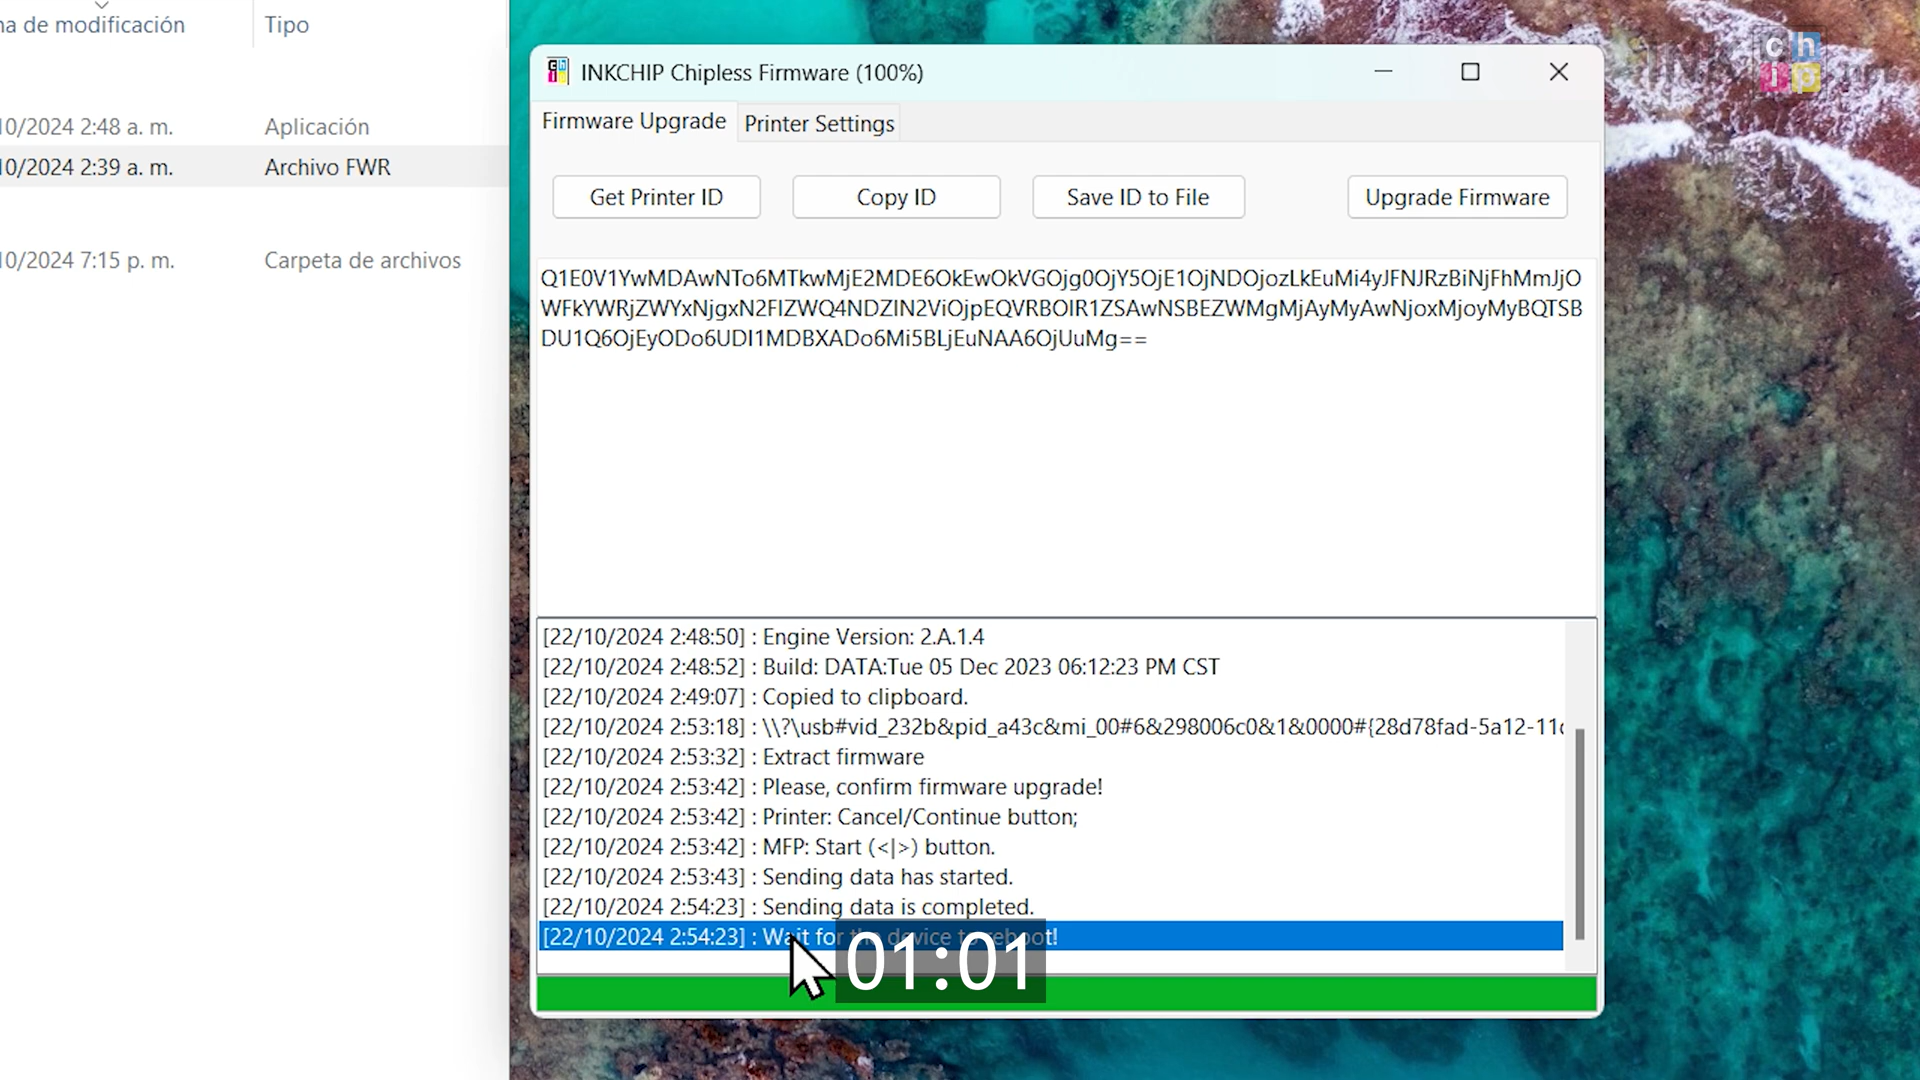 a de modificación
Tipo
10/2024 2:48 a. m.
Aplicación
10/2024 2:39 a. m.
Archivo FWR
10/2024 7:15 p. m.
Carpeta de archivos
INKCHIP Chipless Firmware (100%)
chip
Firmware Upgrade
Printer Settings
Get Printer ID
Copy ID
Save ID to File
Upgrade Firmware
Q1E0V1YwMDAwNTo6MTkwMjE2MDE6OkEwOkVGOjg0OjY5OjE1OjNDOjozLkEuMi4yJFNJRzBiNjFhMmJjO
WFkYWRjZWYxNjgxN2FlZWQ4NDZlN2ViOjpEQVRBOlR1ZSAwNSBEZWMgMjAyMyAwNjoxMjoyMyBQTSB
DU1Q6OjEyODo6UDI1MDBXADo6Mi5BLjEuNAA6OjUuMg==
[22/10/2024 2:48:50] : Engine Version: 2.A.1.4
[22/10/2024 2:48:52] : Build: DATA:Tue 05 Dec 2023 06:12:23 PM CST
[22/10/2024 2:49:07] : Copied to clipboard.
[22/10/2024 2:53:18] : \\?\usb#vid_232b&pid_a43c&mi_00#6&298006c0&1&0000#{28d78fad-5a12-11
[22/10/2024 2:53:32] : Extract firmware
[22/10/2024 2:53:42] : Please, confirm firmware upgrade!
[22/10/2024 2:53:42] : Printer: Cancel/Continue button;
[22/10/2024 2:53:42] : MFP: Start (<|>) button.
[22/10/2024 2:53:43] : Sending data has started.
[22/10/2024 2:54:23] : Sending data is completed.
[22/10/2024 2:54:23] : Wait for the device to reboot!
01:01